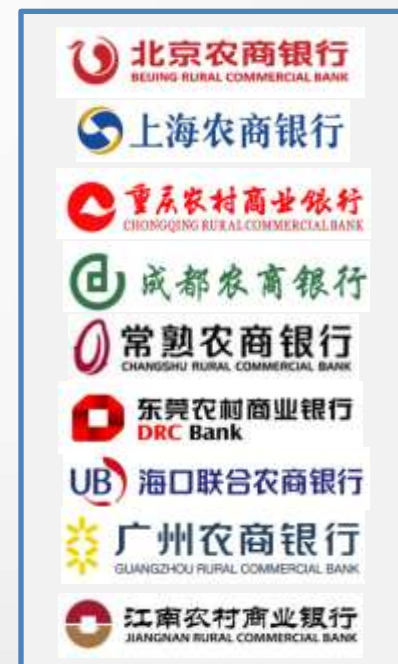 北京农商银行
BEIJING RURAL COMMERCIAL BANK
上海农商银行
重庆农村商业银行
CHONGQING RURAL COMMERCIAL BANK
成都农商银行
常熟农商银行
CHANGSHU RURAL COMMERCIAL BANK
东莞农村商业银行
DRC Bank
UB 海口联合农商银行
广州农商银行
GUANGZHOU RURAL COMMERCIAL BANK
江南农村商业银行
JIANGNAN RURAL COMMERCIAL BANK